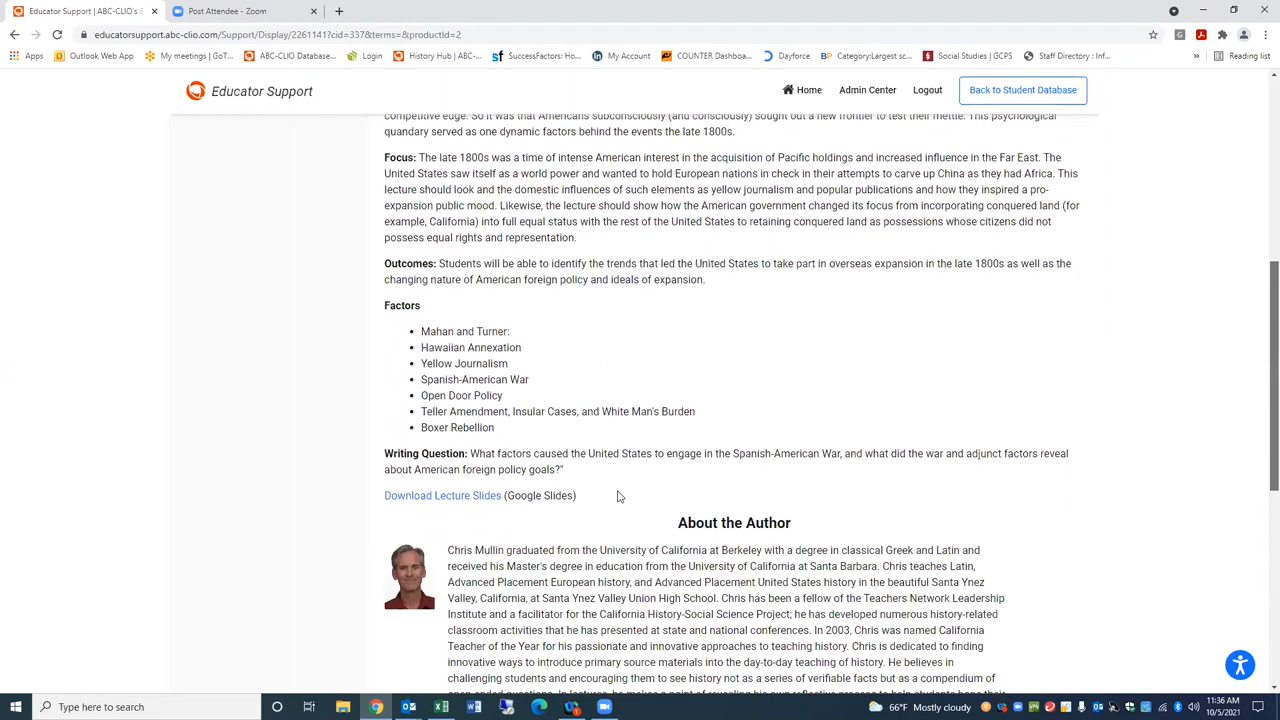 Educator Support | ABC-CLIO's E
Post Attendee - Zoom
educatorsupport.abc-clio.com/Support/Display/2261141?cid=337&terms=&productId=2
Apps Outlook Web App My meetings | GoT... ABC-CLIO Database... Login History Hub | ABC-... SuccessFactors: Ho... My Account COUNTER Dashboa... Dayforce Category:Largest sc... Social Studies | GCPS Staff Directory : Inf... » Reading list
Educator Support
Home Admin Center Logout Back to Student Database
competitive edge. So it was that Americans subconsciously (and consciously) sought out a new frontier to test their mettle. This psychological
quandary served as one dynamic factors behind the events the late 1800s.
Focus: The late 1800s was a time of intense American interest in the acquisition of Pacific holdings and increased influence in the Far East. The
United States saw itself as a world power and wanted to hold European nations in check in their attempts to carve up China as they had Africa. This
lecture should look and the domestic influences of such elements as yellow journalism and popular publications and how they inspired a pro-
expansion public mood. Likewise, the lecture should show how the American government changed its focus from incorporating conquered land (for
example, California) into full equal status with the rest of the United States to retaining conquered land as possessions whose citizens did not
possess equal rights and representation.
Outcomes: Students will be able to identify the trends that led the United States to take part in overseas expansion in the late 1800s as well as the
changing nature of American foreign policy and ideals of expansion.
Factors
• Mahan and Turner:
• Hawaiian Annexation
• Yellow Journalism
• Spanish-American War
• Open Door Policy
• Teller Amendment, Insular Cases, and White Man's Burden
• Boxer Rebellion
Writing Question: What factors caused the United States to engage in the Spanish-American War, and what did the war and adjunct factors reveal
about American foreign policy goals?"
Download Lecture Slides (Google Slides)
About the Author
Chris Mullin graduated from the University of California at Berkeley with a degree in classical Greek and Latin and
received his Master's degree in education from the University of California at Santa Barbara. Chris teaches Latin,
Advanced Placement European history, and Advanced Placement United States history in the beautiful Santa Ynez
Valley, California, at Santa Ynez Valley Union High School. Chris has been a fellow of the Teachers Network Leadership
Institute and a facilitator for the California History-Social Science Project; he has developed numerous history-related
classroom activities that he has presented at state and national conferences. In 2003, Chris was named California
Teacher of the Year for his passionate and innovative approaches to teaching history. Chris is dedicated to finding
innovative ways to introduce primary source materials into the day-to-day teaching of history. He believes in
challenging students and encouraging them to see history not as a series of verifiable facts but as a compendium of
Type here to search
66°F Mostly cloudy
11:36 AM
10/5/2021